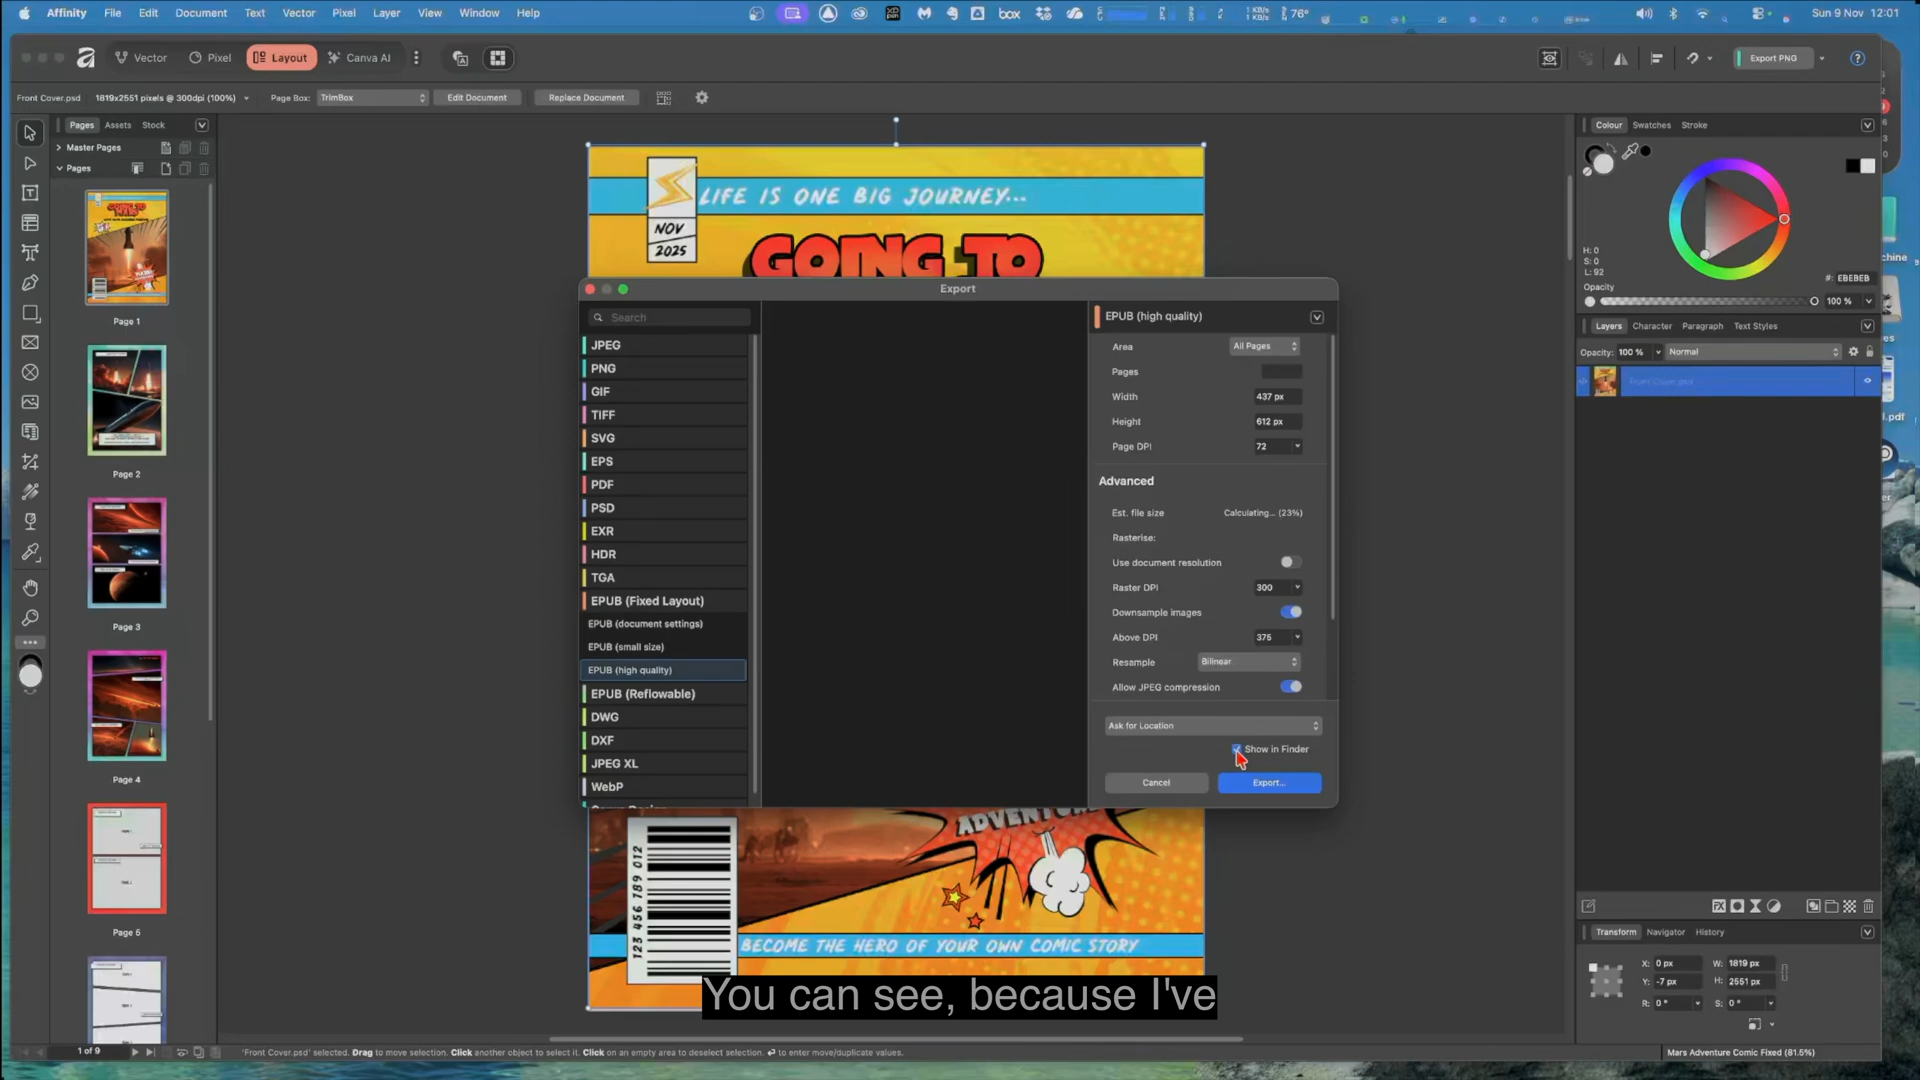 Affinity File Edit Document Text Vector Pixel Layer View Window Help
box
1 KB/s
1 KB/s
76°
Sun 9 Nov 12:01
Vector Pixel Layout Canva AI
Export PNG
Front Cover.psd 1819x2551 pixels @ 300dpi (100%)
Page Box: TrimBox Edit Document Replace Document
Pages Assets Stock
Master Pages
Pages
Page 1
Page 2
Page 3
Page 4
Page 5
LIFE IS ONE BIG JOURNEY...
NOV
2025
GOING TO
Export
Search
JPEG
PNG
GIF
TIFF
SVG
EPS
PDF
PSD
EXR
HDR
TGA
EPUB (Fixed Layout)
EPUB (document settings)
EPUB (small size)
EPUB (high quality)
EPUB (Reflowable)
DWG
DXF
JPEG XL
WebP
EPUB (high quality)
Area All Pages
Pages
Width 437 px
Height 612 px
Page DPI 72
Advanced
Est. file size Calculating... (23%)
Rasterise:
Use document resolution
Raster DPI 300
Downsample images
Above DPI 375
Resample Bilinear
Allow JPEG compression
Ask for Location
Show in Finder
Cancel Export...
ADVENTURE
123 456 789 012
BECOME THE HERO OF YOUR OWN COMIC STORY
You can see, because I've
Colour Swatches Stroke
H: 0
S: 0
L: 92
#: EBEBEB
Opacity
100 %
Layers Character Paragraph Text Styles
Opacity: 100 % Normal
Front Cover.psd
Transform Navigator History
X: 0 px W: 1819 px
Y: -7 px H: 2551 px
R: 0 ° S: 0 °
1 of 9
'Front Cover.psd' selected. Drag to move selection. Click another object to select it. Click on an empty area to deselect selection. ↩ to enter move/duplicate values.
Mars Adventure Comic Fixed (81.5%)